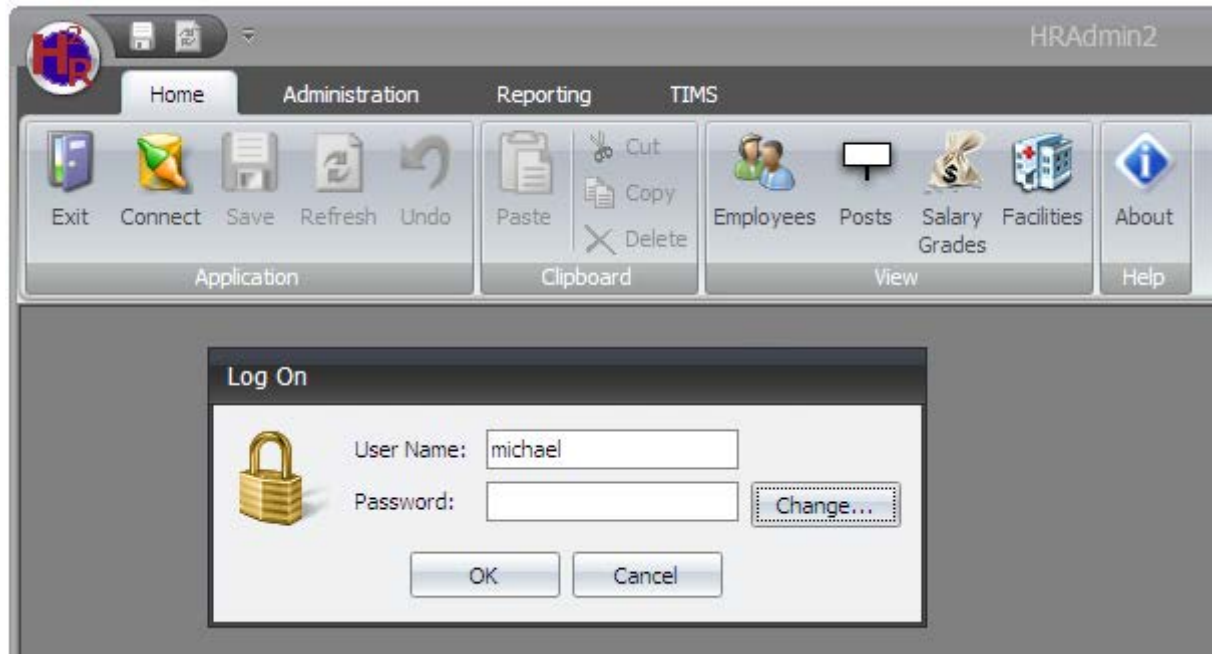 HRAdmin2
H2R
Home Administration Reporting TIMS
Exit Connect Save Refresh Undo
Paste
Cut
Copy
Delete
Employees Posts Salary Grades Facilities
About
Application Clipboard View Help
Log On
User Name: michael
Password:
Change...
OK Cancel